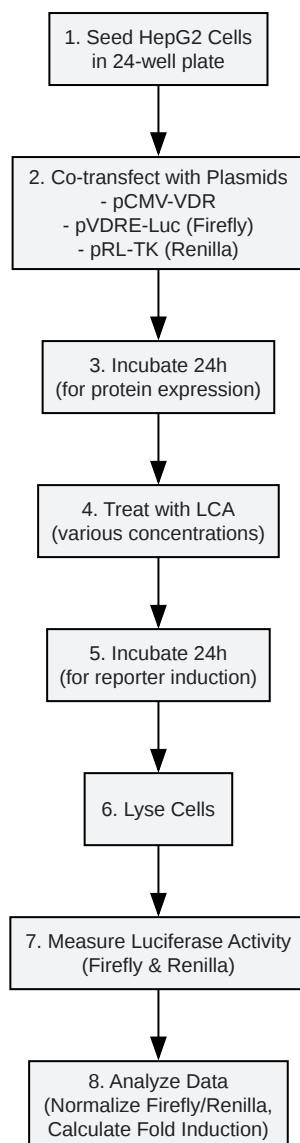 1. Seed HepG2 Cells
in 24-well plate
2. Co-transfect with Plasmids
- pCMV-VDR
- pVDRE-Luc (Firefly)
- pRL-TK (Renilla)
3. Incubate 24h
(for protein expression)
4. Treat with LCA
(various concentrations)
5. Incubate 24h
(for reporter induction)
6. Lyse Cells
7. Measure Luciferase Activity
(Firefly & Renilla)
8. Analyze Data
(Normalize Firefly/Renilla,
Calculate Fold Induction)